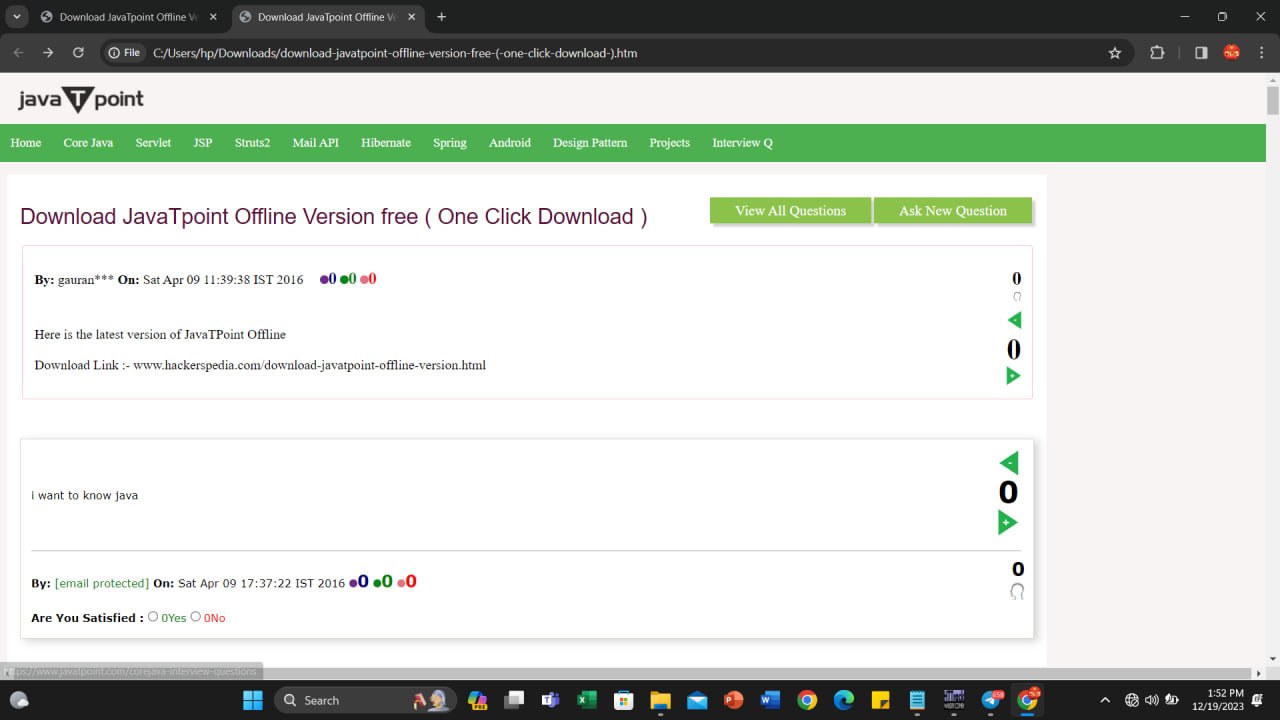 Download JavaTpoint Offline Ve
Download JavaTpoint Offline Ve
File C:/Users/hp/Downloads/download-javatpoint-offline-version-free-(-one-click-download-).htm
java T point
Home Core Java Servlet JSP Struts2 Mail API Hibernate Spring Android Design Pattern Projects Interview Q
Download JavaTpoint Offline Version free ( One Click Download )
View All Questions Ask New Question
By: gauran*** On: Sat Apr 09 11:39:38 IST 2016 0 0 0
0
Here is the latest version of JavaTPoint Offline
0
Download Link :- www.hackerspedia.com/download-javatpoint-offline-version.html
i want to know java
0
By: [email protected] On: Sat Apr 09 17:37:22 IST 2016 0 0 0
0
Are You Satisfied : 0Yes 0No
https://www.javatpoint.com/corejava-interview-questions
Search
1:52 PM
12/19/2023